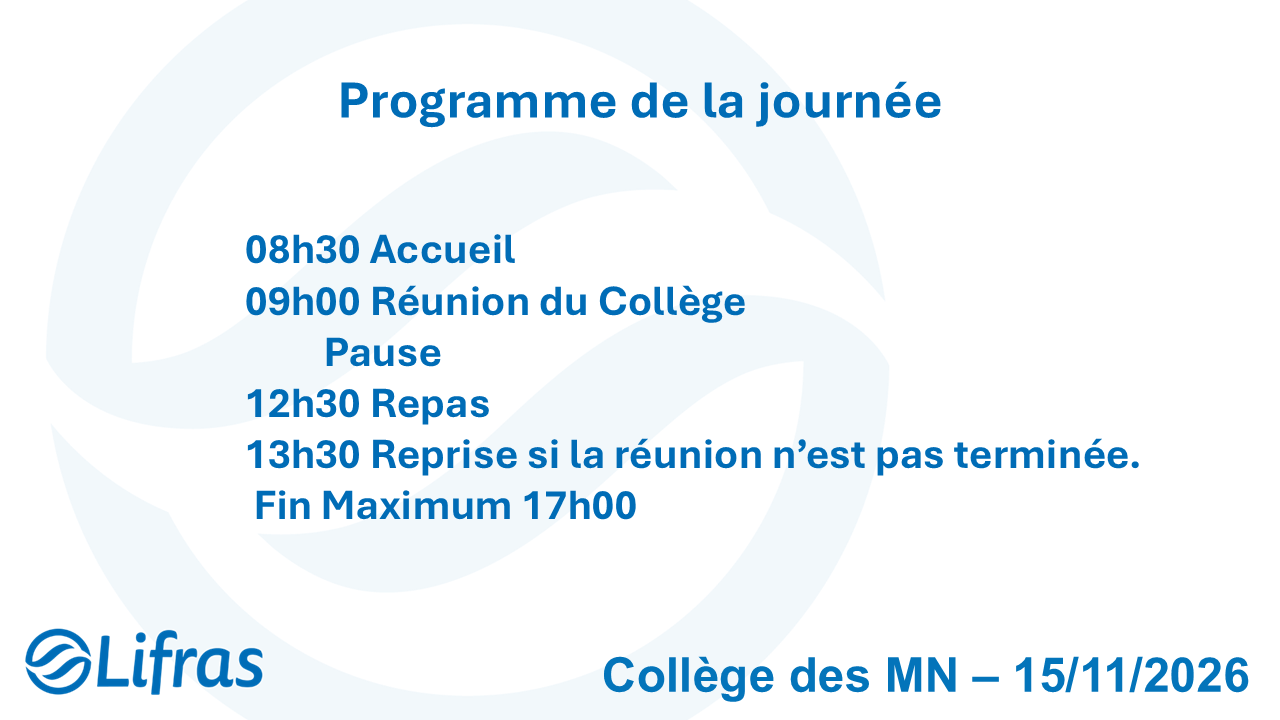 Programme de la journée
08h30 Accueil
09h00 Réunion du Collège
Pause
12h30 Repas
13h30 Reprise si la réunion n’est pas terminée.
Fin Maximum 17h00
Lifras
Collège des MN – 15/11/2026